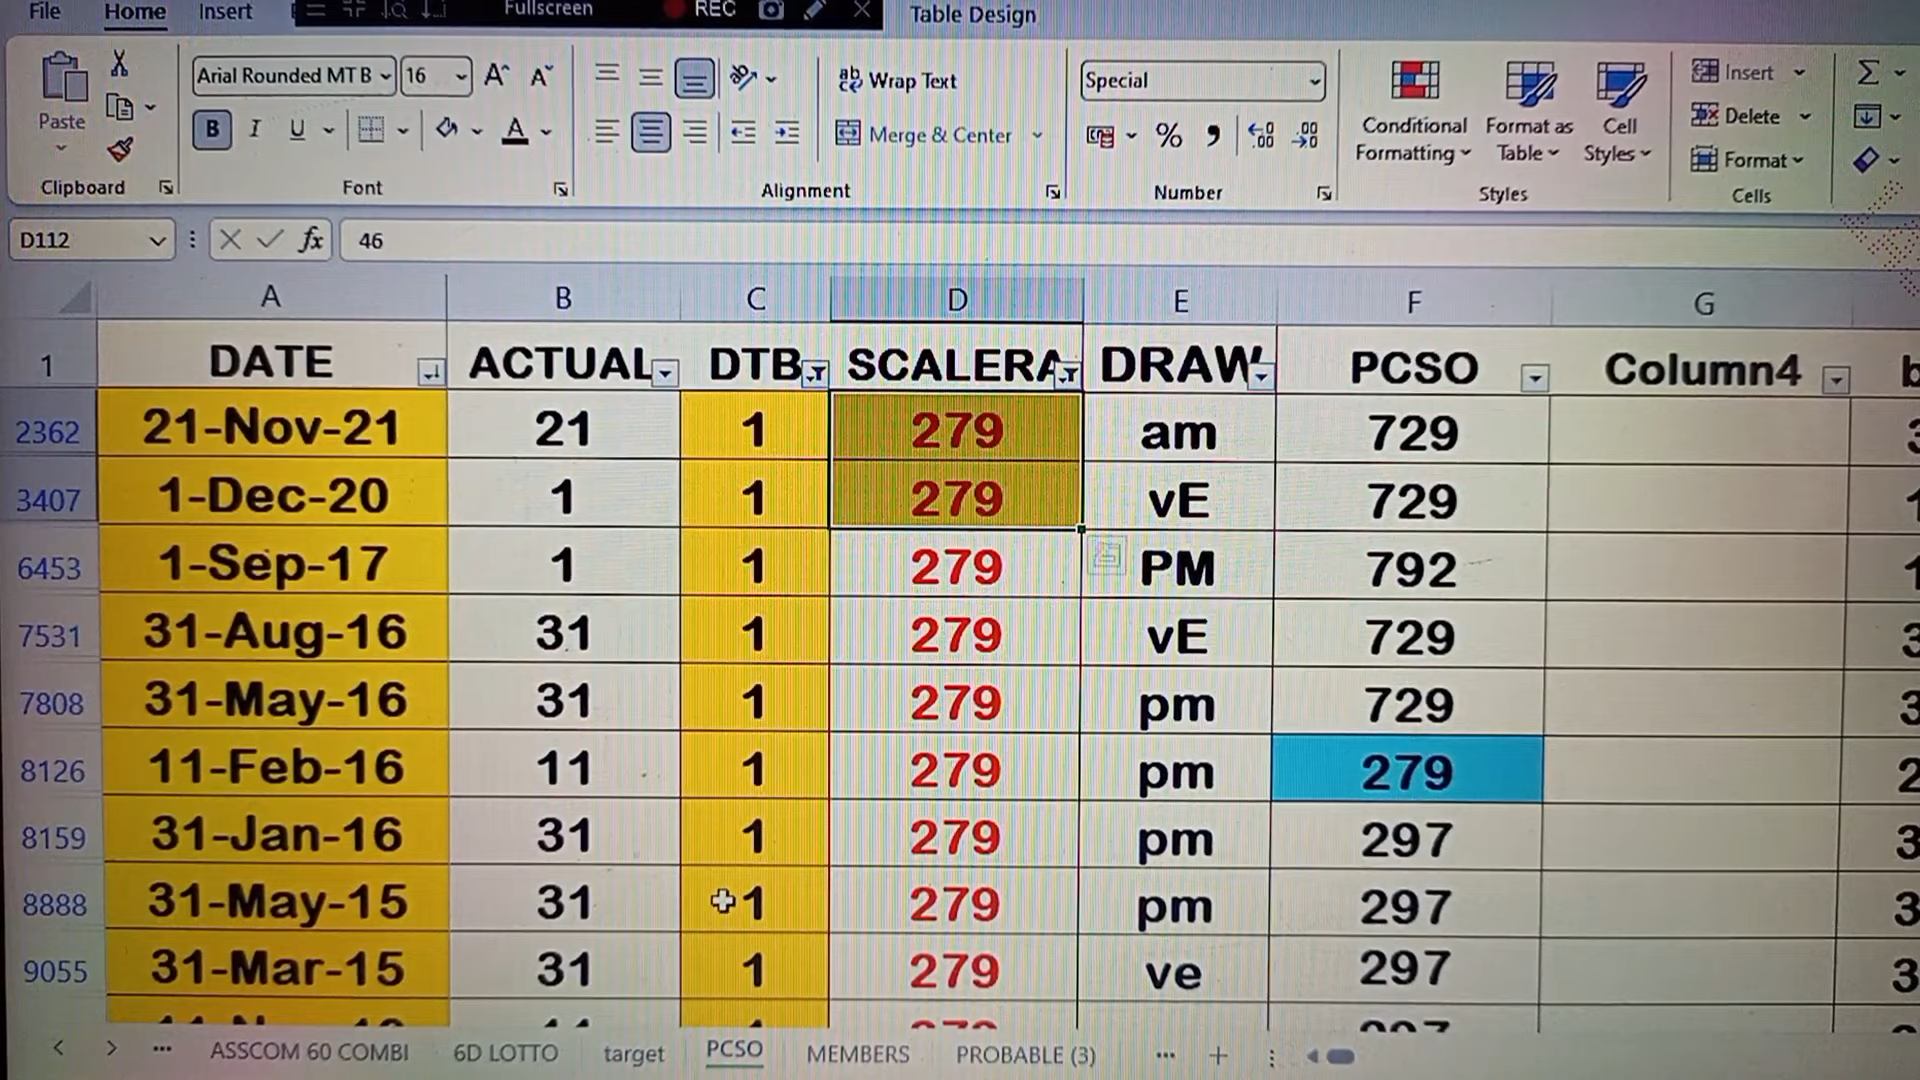 File Home Insert Fullscreen REC Table Design
Arial Rounded MT B 16 A A ab Wrap Text Special Insert
Paste B I U A Merge & Center % , .00 Conditional Formatting Format as Table Cell Styles Delete
Format
Clipboard Font Alignment Number Styles Cells
D112 fx 46
A B C D E F G
1 DATE ACTUAL DTB SCALERA DRAW PCSO Column4
2362 21-Nov-21 21 1 279 am 729
3407 1-Dec-20 1 1 279 vE 729
6453 1-Sep-17 1 1 279 PM 792
7531 31-Aug-16 31 1 279 vE 729
7808 31-May-16 31 1 279 pm 729
8126 11-Feb-16 11 1 279 pm 279
8159 31-Jan-16 31 1 279 pm 297
8888 31-May-15 31 1 279 pm 297
9055 31-Mar-15 31 1 279 ve 297
ASSCOM 60 COMBI 6D LOTTO target PCSO MEMBERS PROBABLE (3)